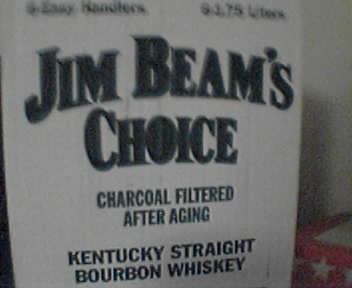 6-Easy Handlers 6-1.75 Liters
JIM BEAM'S
CHOICE
CHARCOAL FILTERED
AFTER AGING
KENTUCKY STRAIGHT
BOURBON WHISKEY